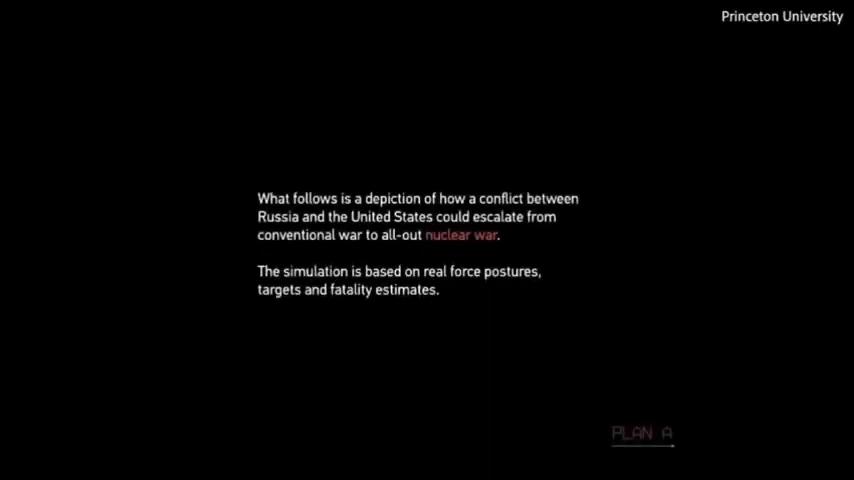 Princeton University
What follows is a depiction of how a conflict between
Russia and the United States could escalate from
conventional war to all-out nuclear war.
The simulation is based on real force postures,
targets and fatality estimates.
PLAN A